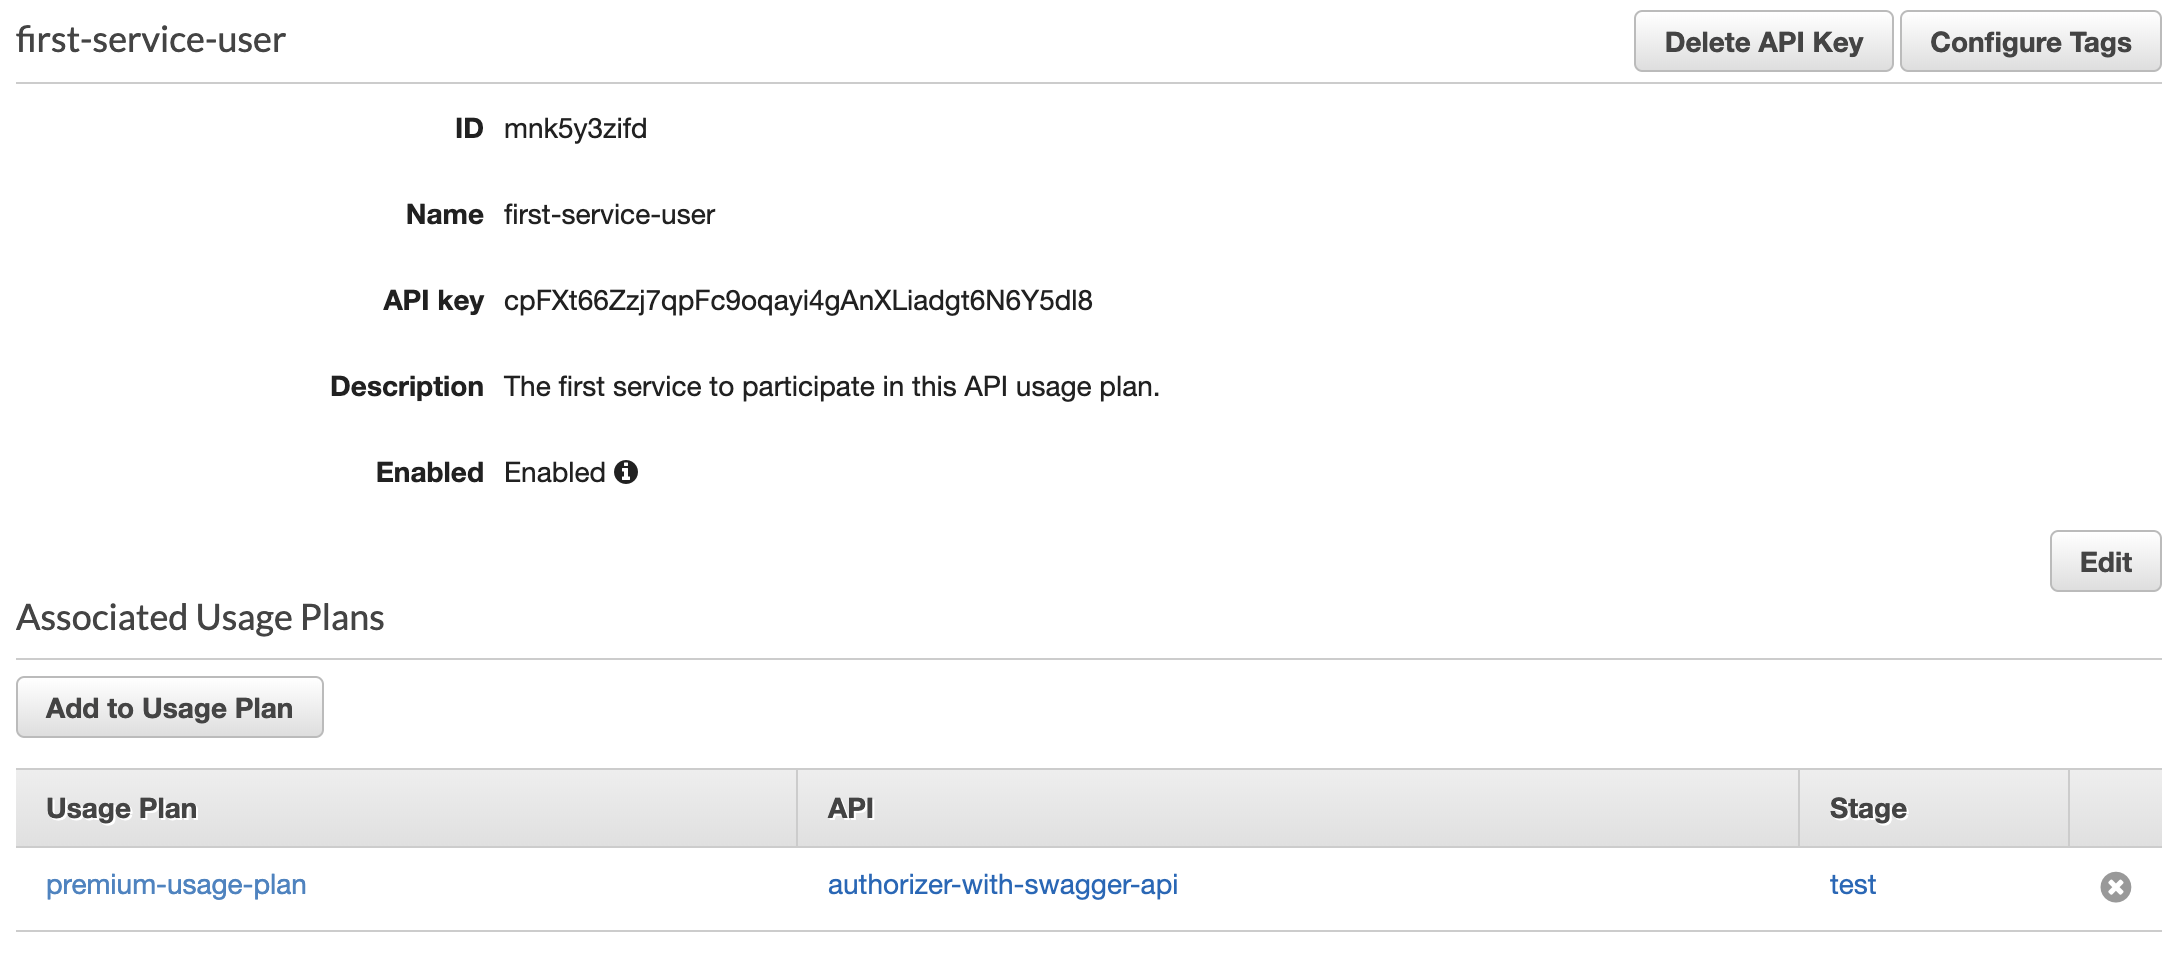 first-service-user
Delete API Key
Configure Tags
ID mnk5y3zifd
Name first-service-user
API key cpFXt66Zzj7qpFc9oqayi4gAnXLiadgt6N6Y5dl8
Description The first service to participate in this API usage plan.
Enabled Enabled
Edit
Associated Usage Plans
Add to Usage Plan
Usage Plan API Stage
premium-usage-plan authorizer-with-swagger-api test